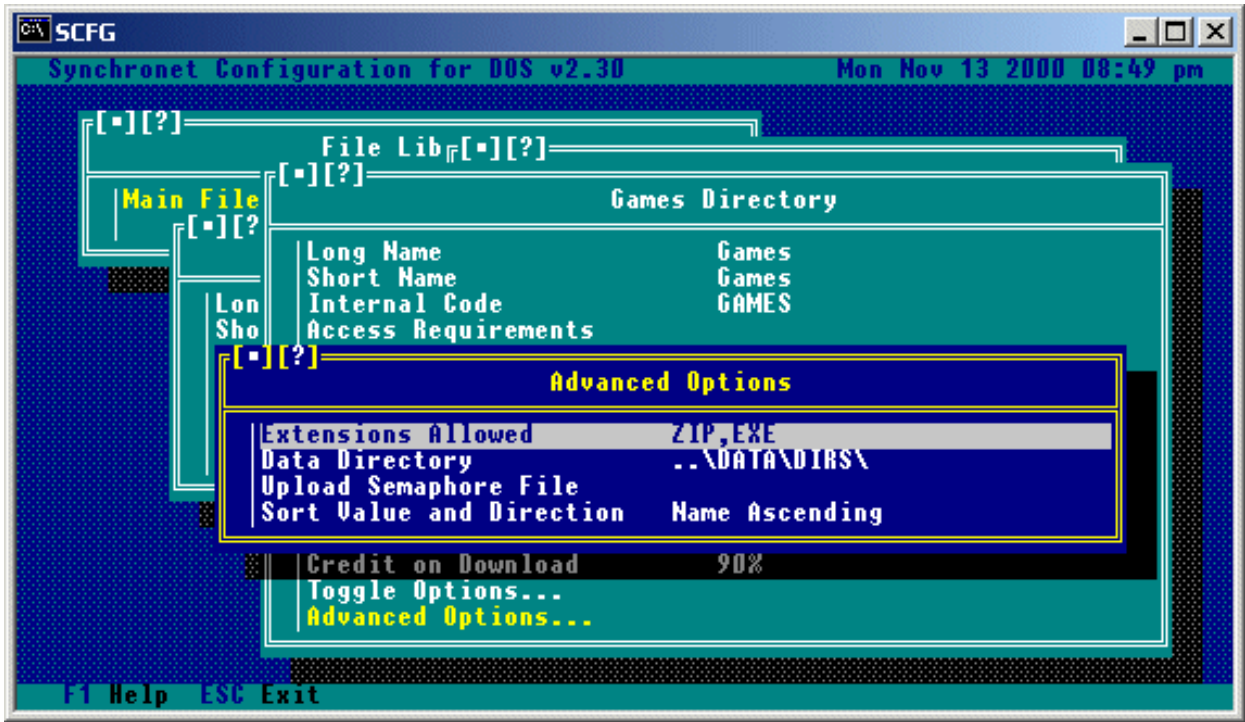 SCFG
Synchronet Configuration for DOS v2.30 Mon Nov 13 2000 08:49 pm
[▪][?]
File Lib [▪][?]
[▪][?]
Main File Games Directory
[▪][?
Long Name Games
Short Name Games
Lon Internal Code GAMES
Sho Access Requirements
[▪][?]
Advanced Options
Extensions Allowed ZIP,EXE
Data Directory ..\DATA\DIRS\
Upload Semaphore File
Sort Value and Direction Name Ascending
Credit on Download 90%
Toggle Options...
Advanced Options...
F1 Help ESC Exit